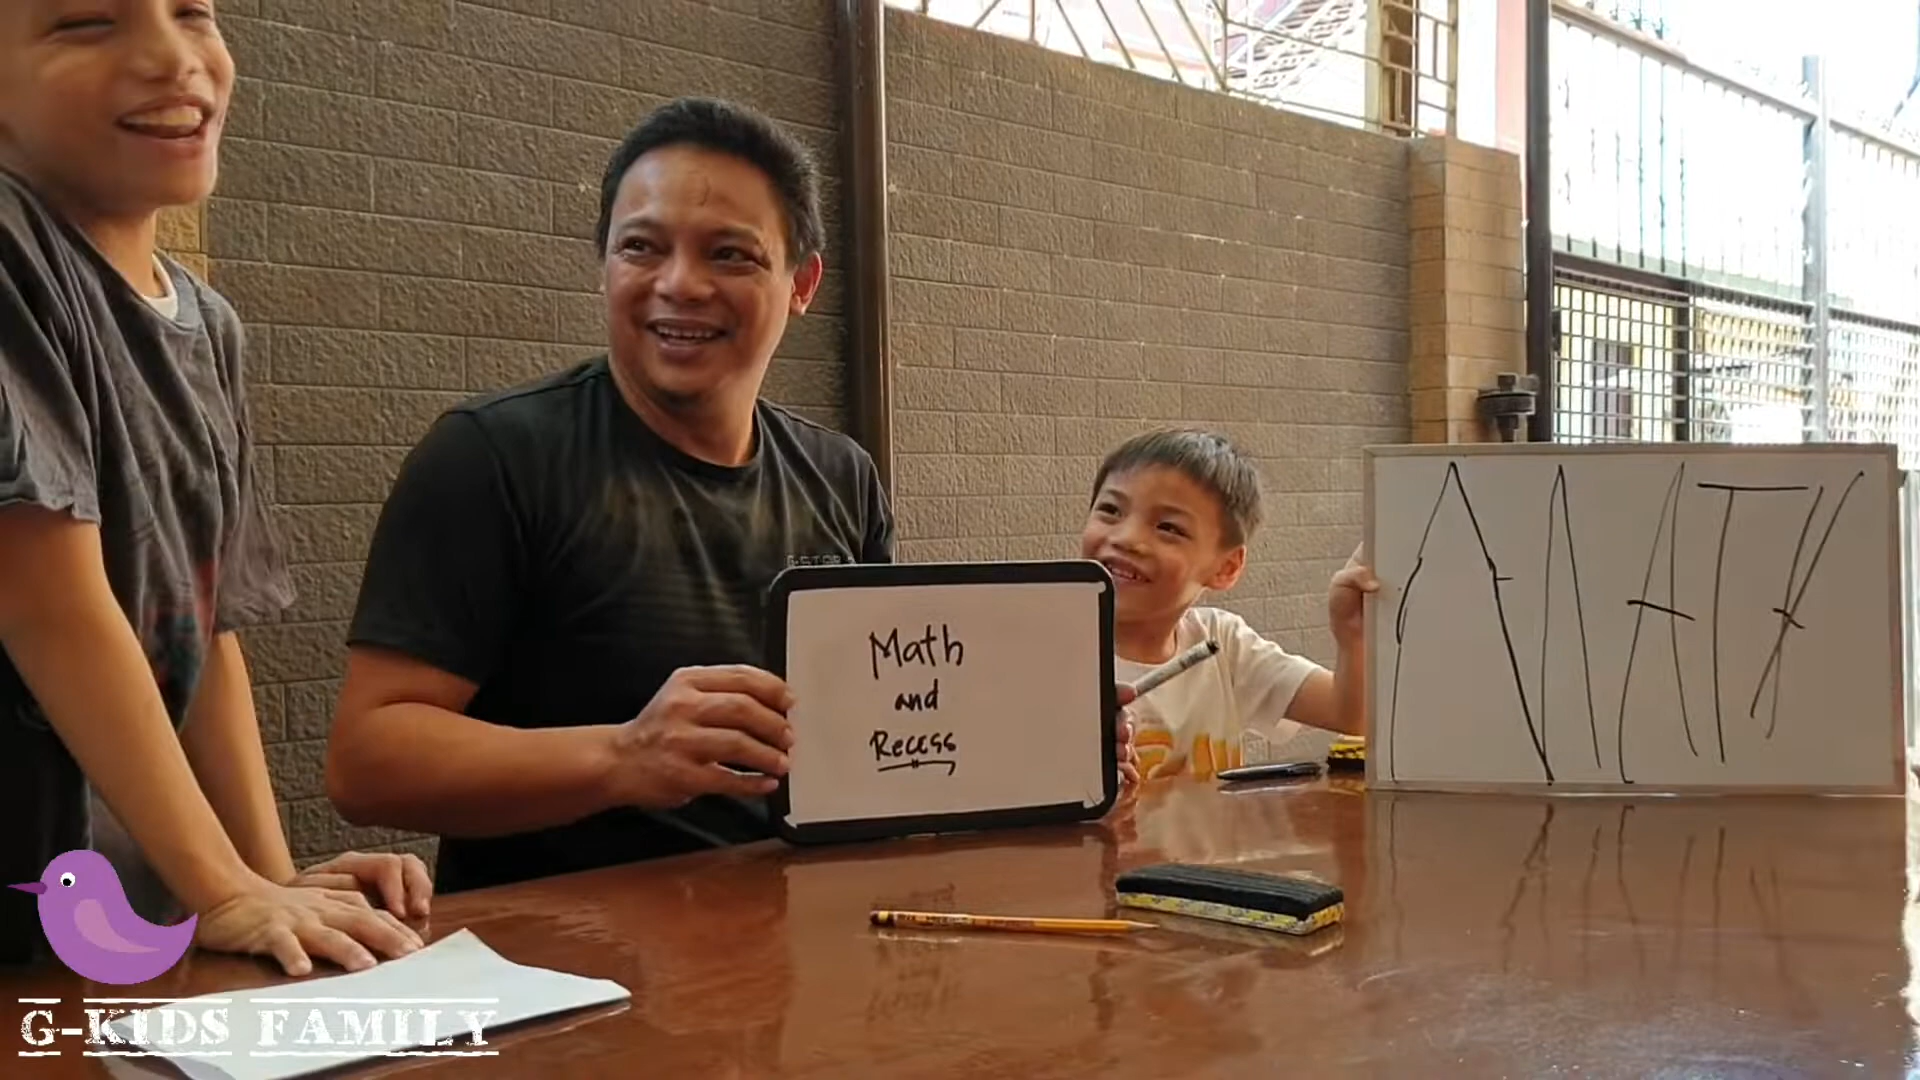 Math
and
Recess
MATH
G-KIDS FAMILY